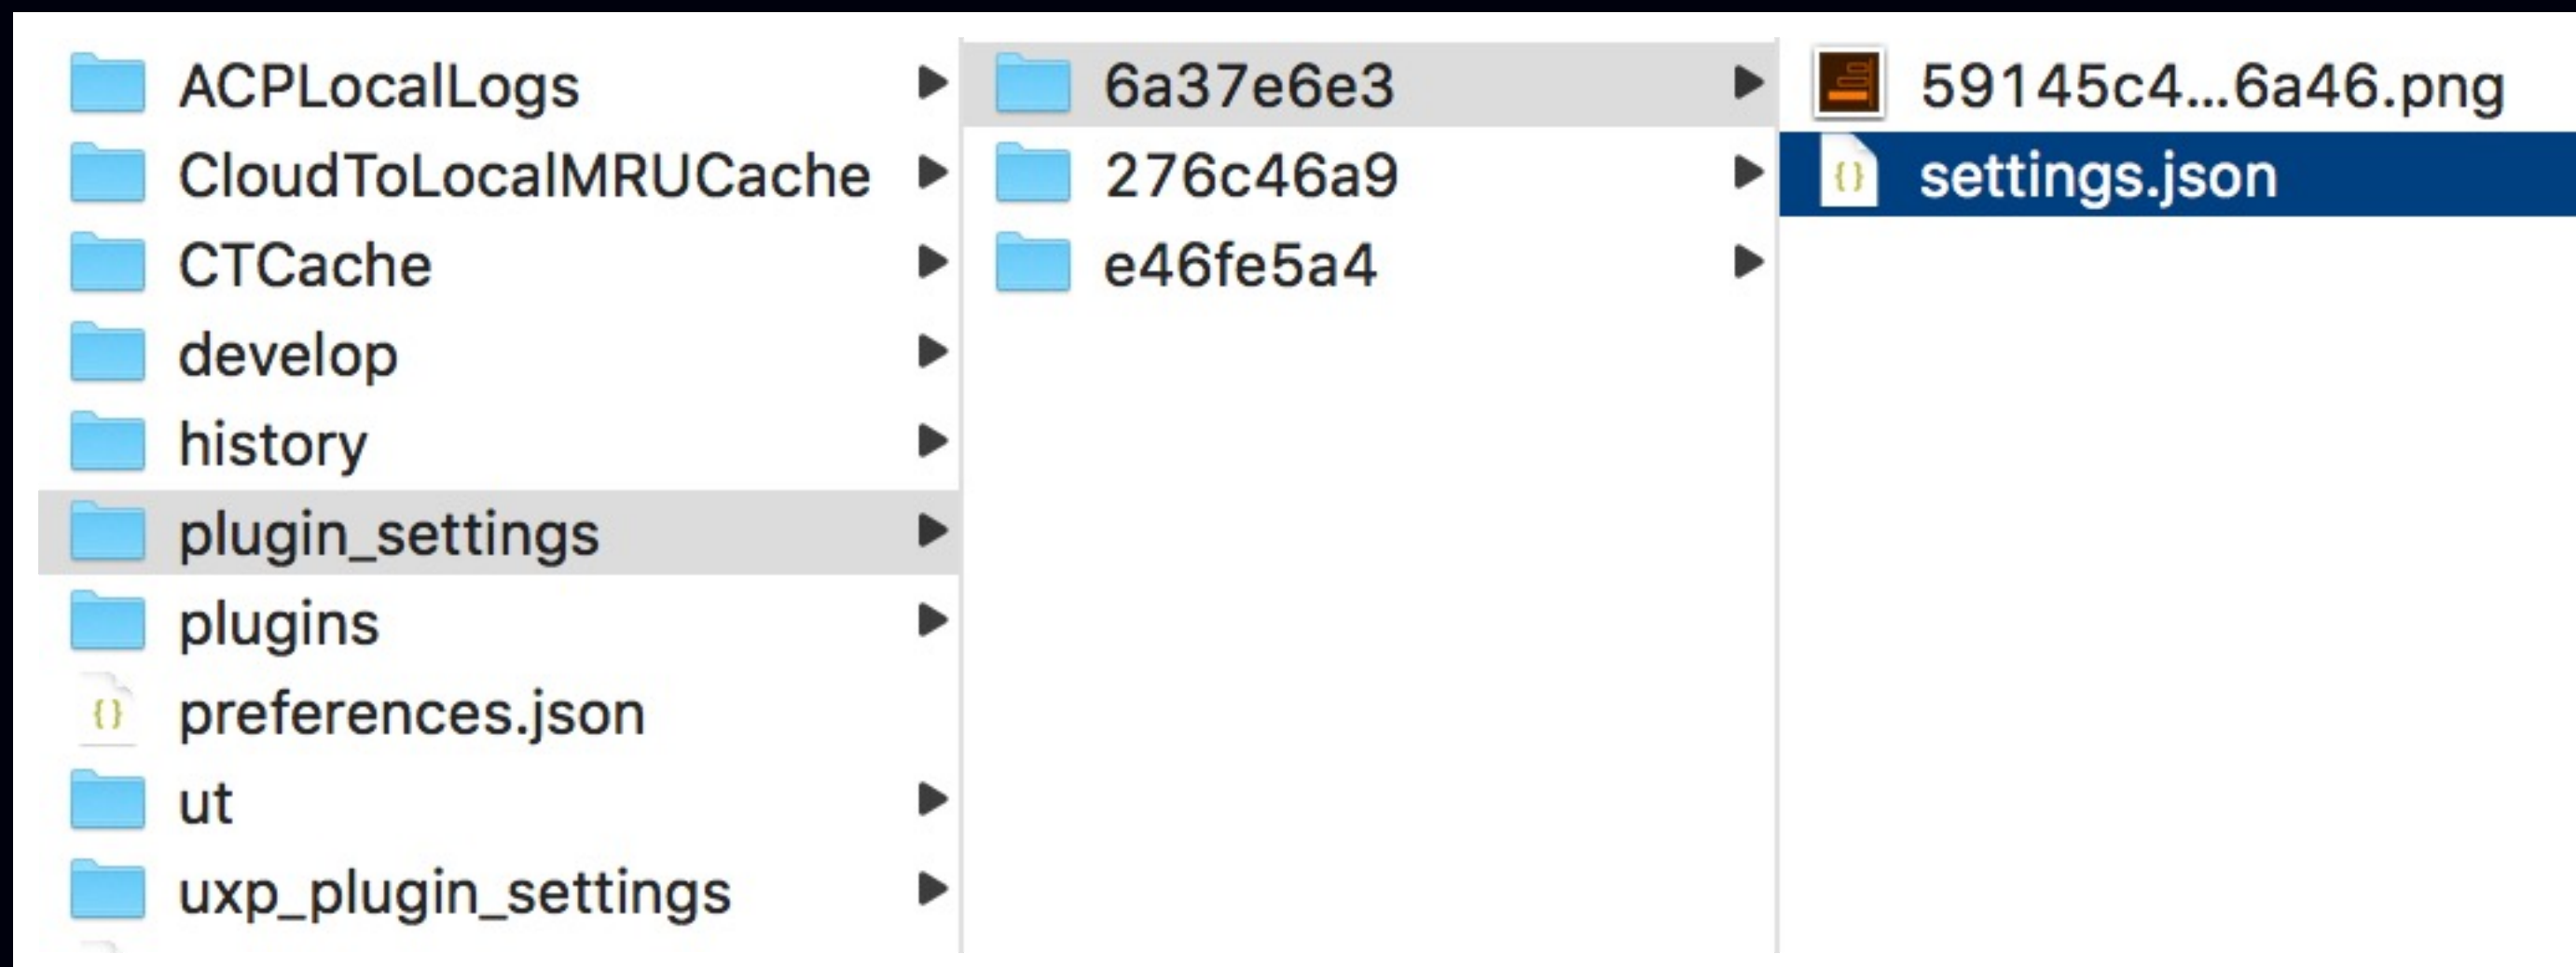 ACPLocalLogs
CloudToLocalMRUCache
CTCache
develop
history
plugin_settings
plugins
preferences.json
ut
uxp_plugin_settings
6a37e6e3
276c46a9
e46fe5a4
59145c4...6a46.png
settings.json